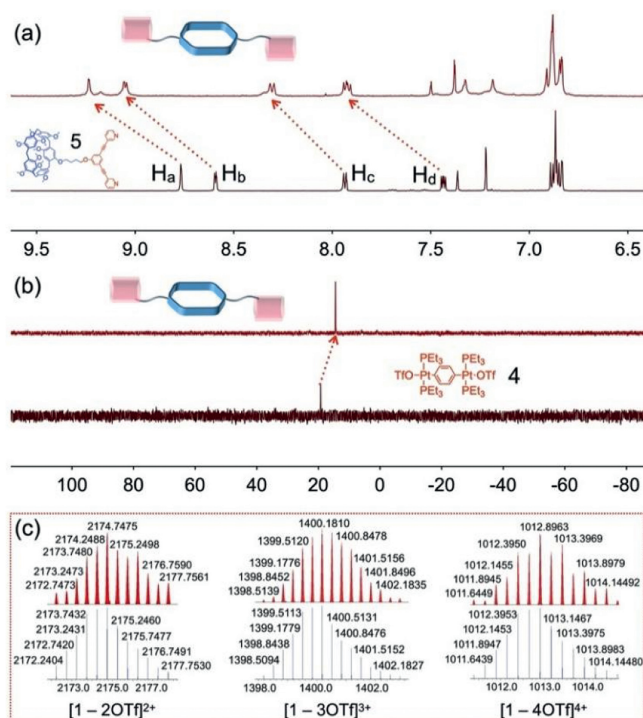 (a)
5
Hₐ
H_b
H_c
H_d
9.5 9.0 8.5 8.0 7.5 7.0 6.5
(b)
PEt₃ PEt₃
TfO-Pt Pt·OTf 4
PEt₃ PEt₃
100 80 60 40 20 0 -20 -40 -60 -80
(c)
2174.7475
2174.2488
2175.2498
2173.7480
2173.2473
2176.7590
2172.7473
2177.7561
2173.7432
2175.2460
2173.2431
2175.7477
2172.7420
2176.7491
2172.2404
2177.7530
2173.0 2175.0 2177.0
[1 – 2OTf]²⁺
1400.1810
1399.5120
1400.8478
1399.1776
1401.5156
1398.8452
1401.8496
1398.5139
1402.1835
1399.5113
1400.5131
1399.1779
1400.8476
1398.8438
1401.5152
1398.5094
1402.1827
1398.0 1400.0 1402.0
[1 – 3OTf]³⁺
1012.8963
1012.3950
1013.3969
1012.1455
1011.8945
1013.8979
1011.6449
1014.14492
1012.3953
1013.1467
1012.1453
1013.3975
1011.8947
1013.8983
1011.6439
1014.14480
1012.0 1013.0 1014.0
[1 – 4OTf]⁴⁺